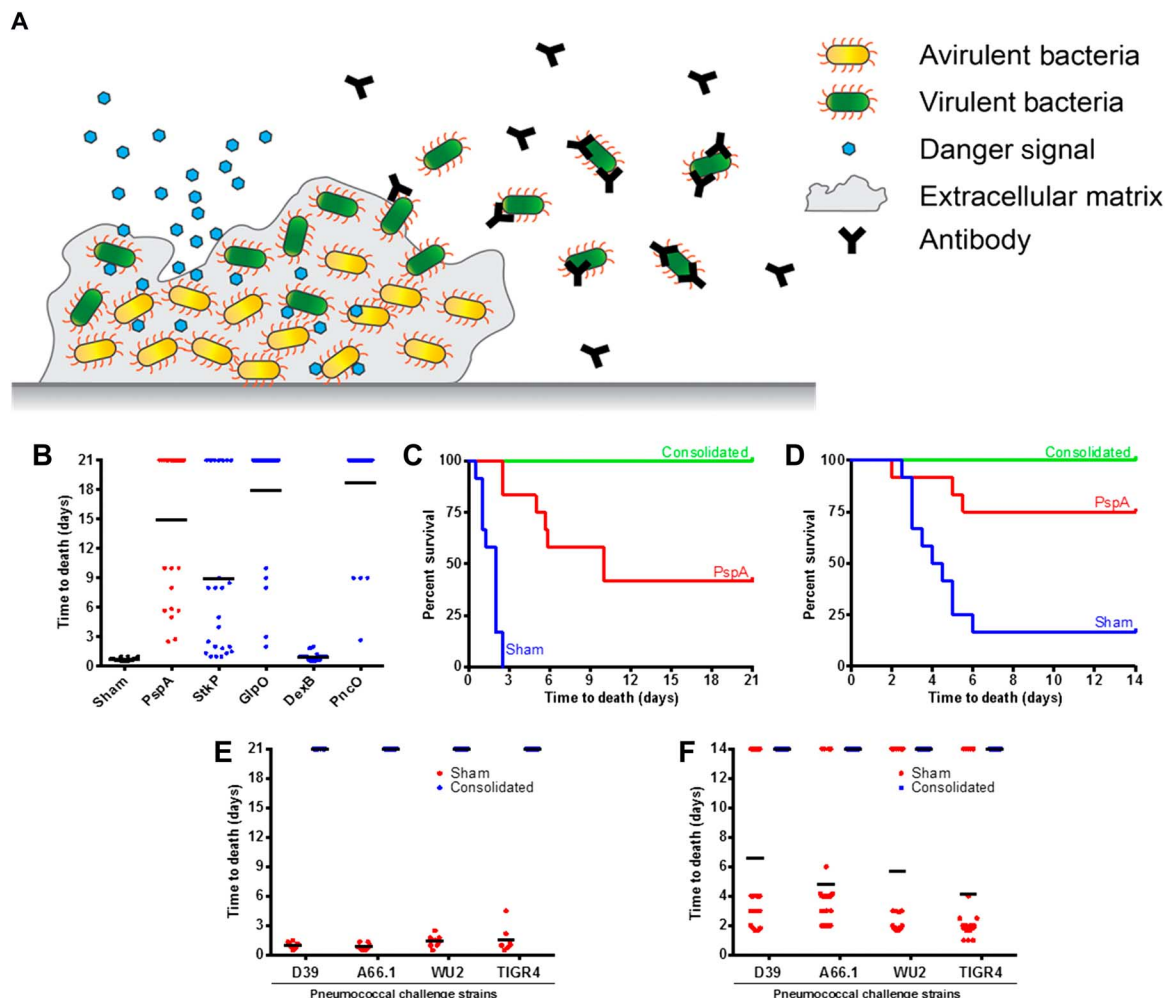 A
Avirulent bacteria
Virulent bacteria
Danger signal
Extracellular matrix
Antibody
B
Time to death (days)
21
18
15
12
9
6
3
0
Sham
PspA
StkP
GlpO
DexB
PncO
C
Percent survival
100
75
50
25
0
Consolidated
PspA
Sham
0 3 6 9 12 15 18 21
Time to death (days)
D
Percent survival
100
75
50
25
0
Consolidated
PspA
Sham
0 2 4 6 8 10 12 14
Time to death (days)
E
Time to death (days)
21
18
15
12
9
6
3
0
Sham
Consolidated
D39 A66.1 WU2 TIGR4
Pneumococcal challenge strains
F
Time to death (days)
14
12
10
8
6
4
2
0
Sham
Consolidated
D39 A66.1 WU2 TIGR4
Pneumococcal challenge strains